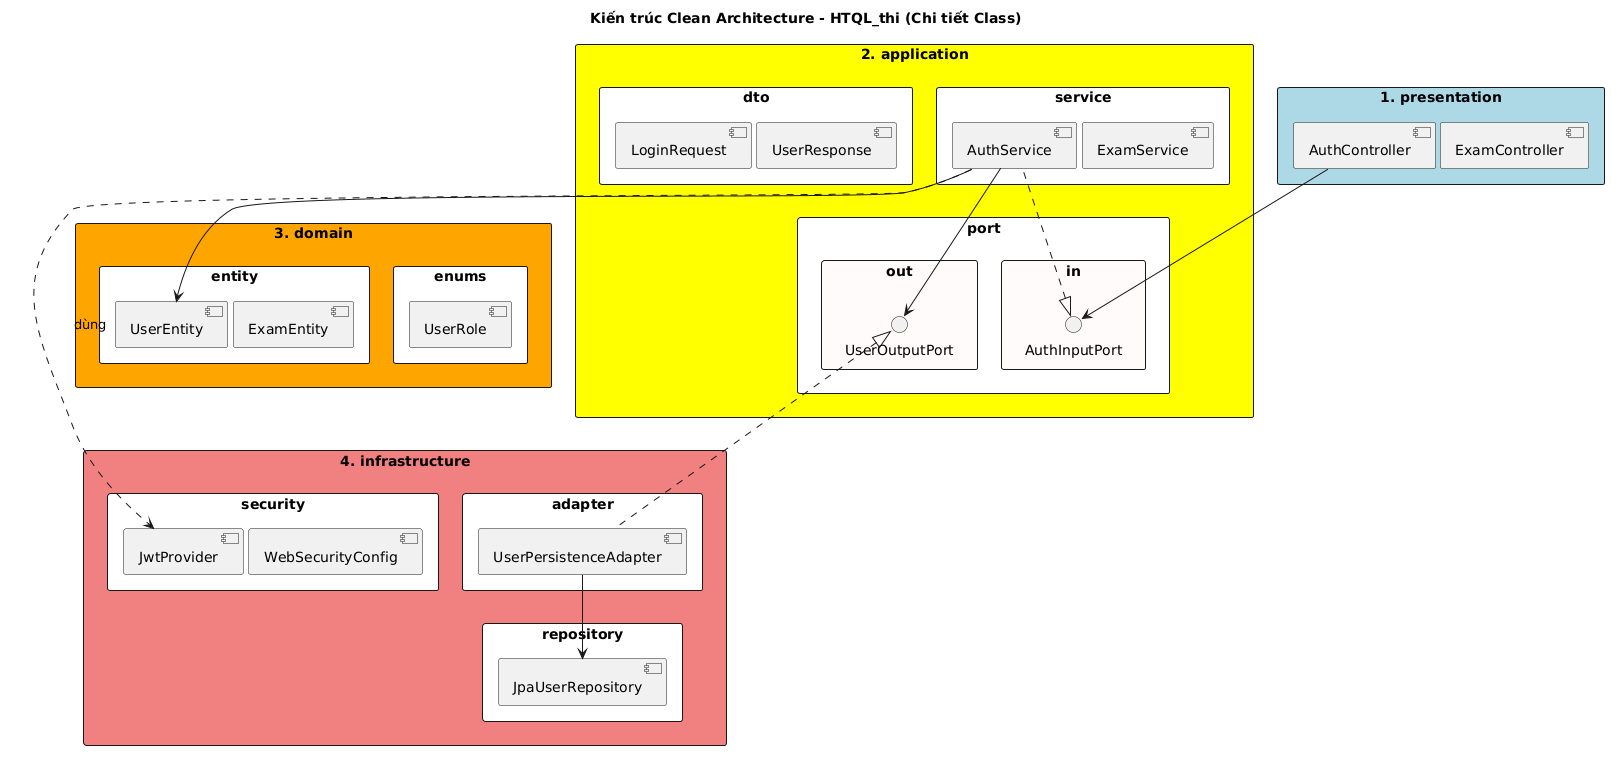 Kiến trúc Clean Architecture - HTQL_thi (Chi tiết Class)
2. application
dto
LoginRequest
UserResponse
service
AuthService
ExamService
1. presentation
AuthController
ExamController
port
out
UserOutputPort
in
AuthInputPort
3. domain
entity
UserEntity
ExamEntity
enums
UserRole
dùng
4. infrastructure
security
JwtProvider
WebSecurityConfig
adapter
UserPersistenceAdapter
repository
JpaUserRepository